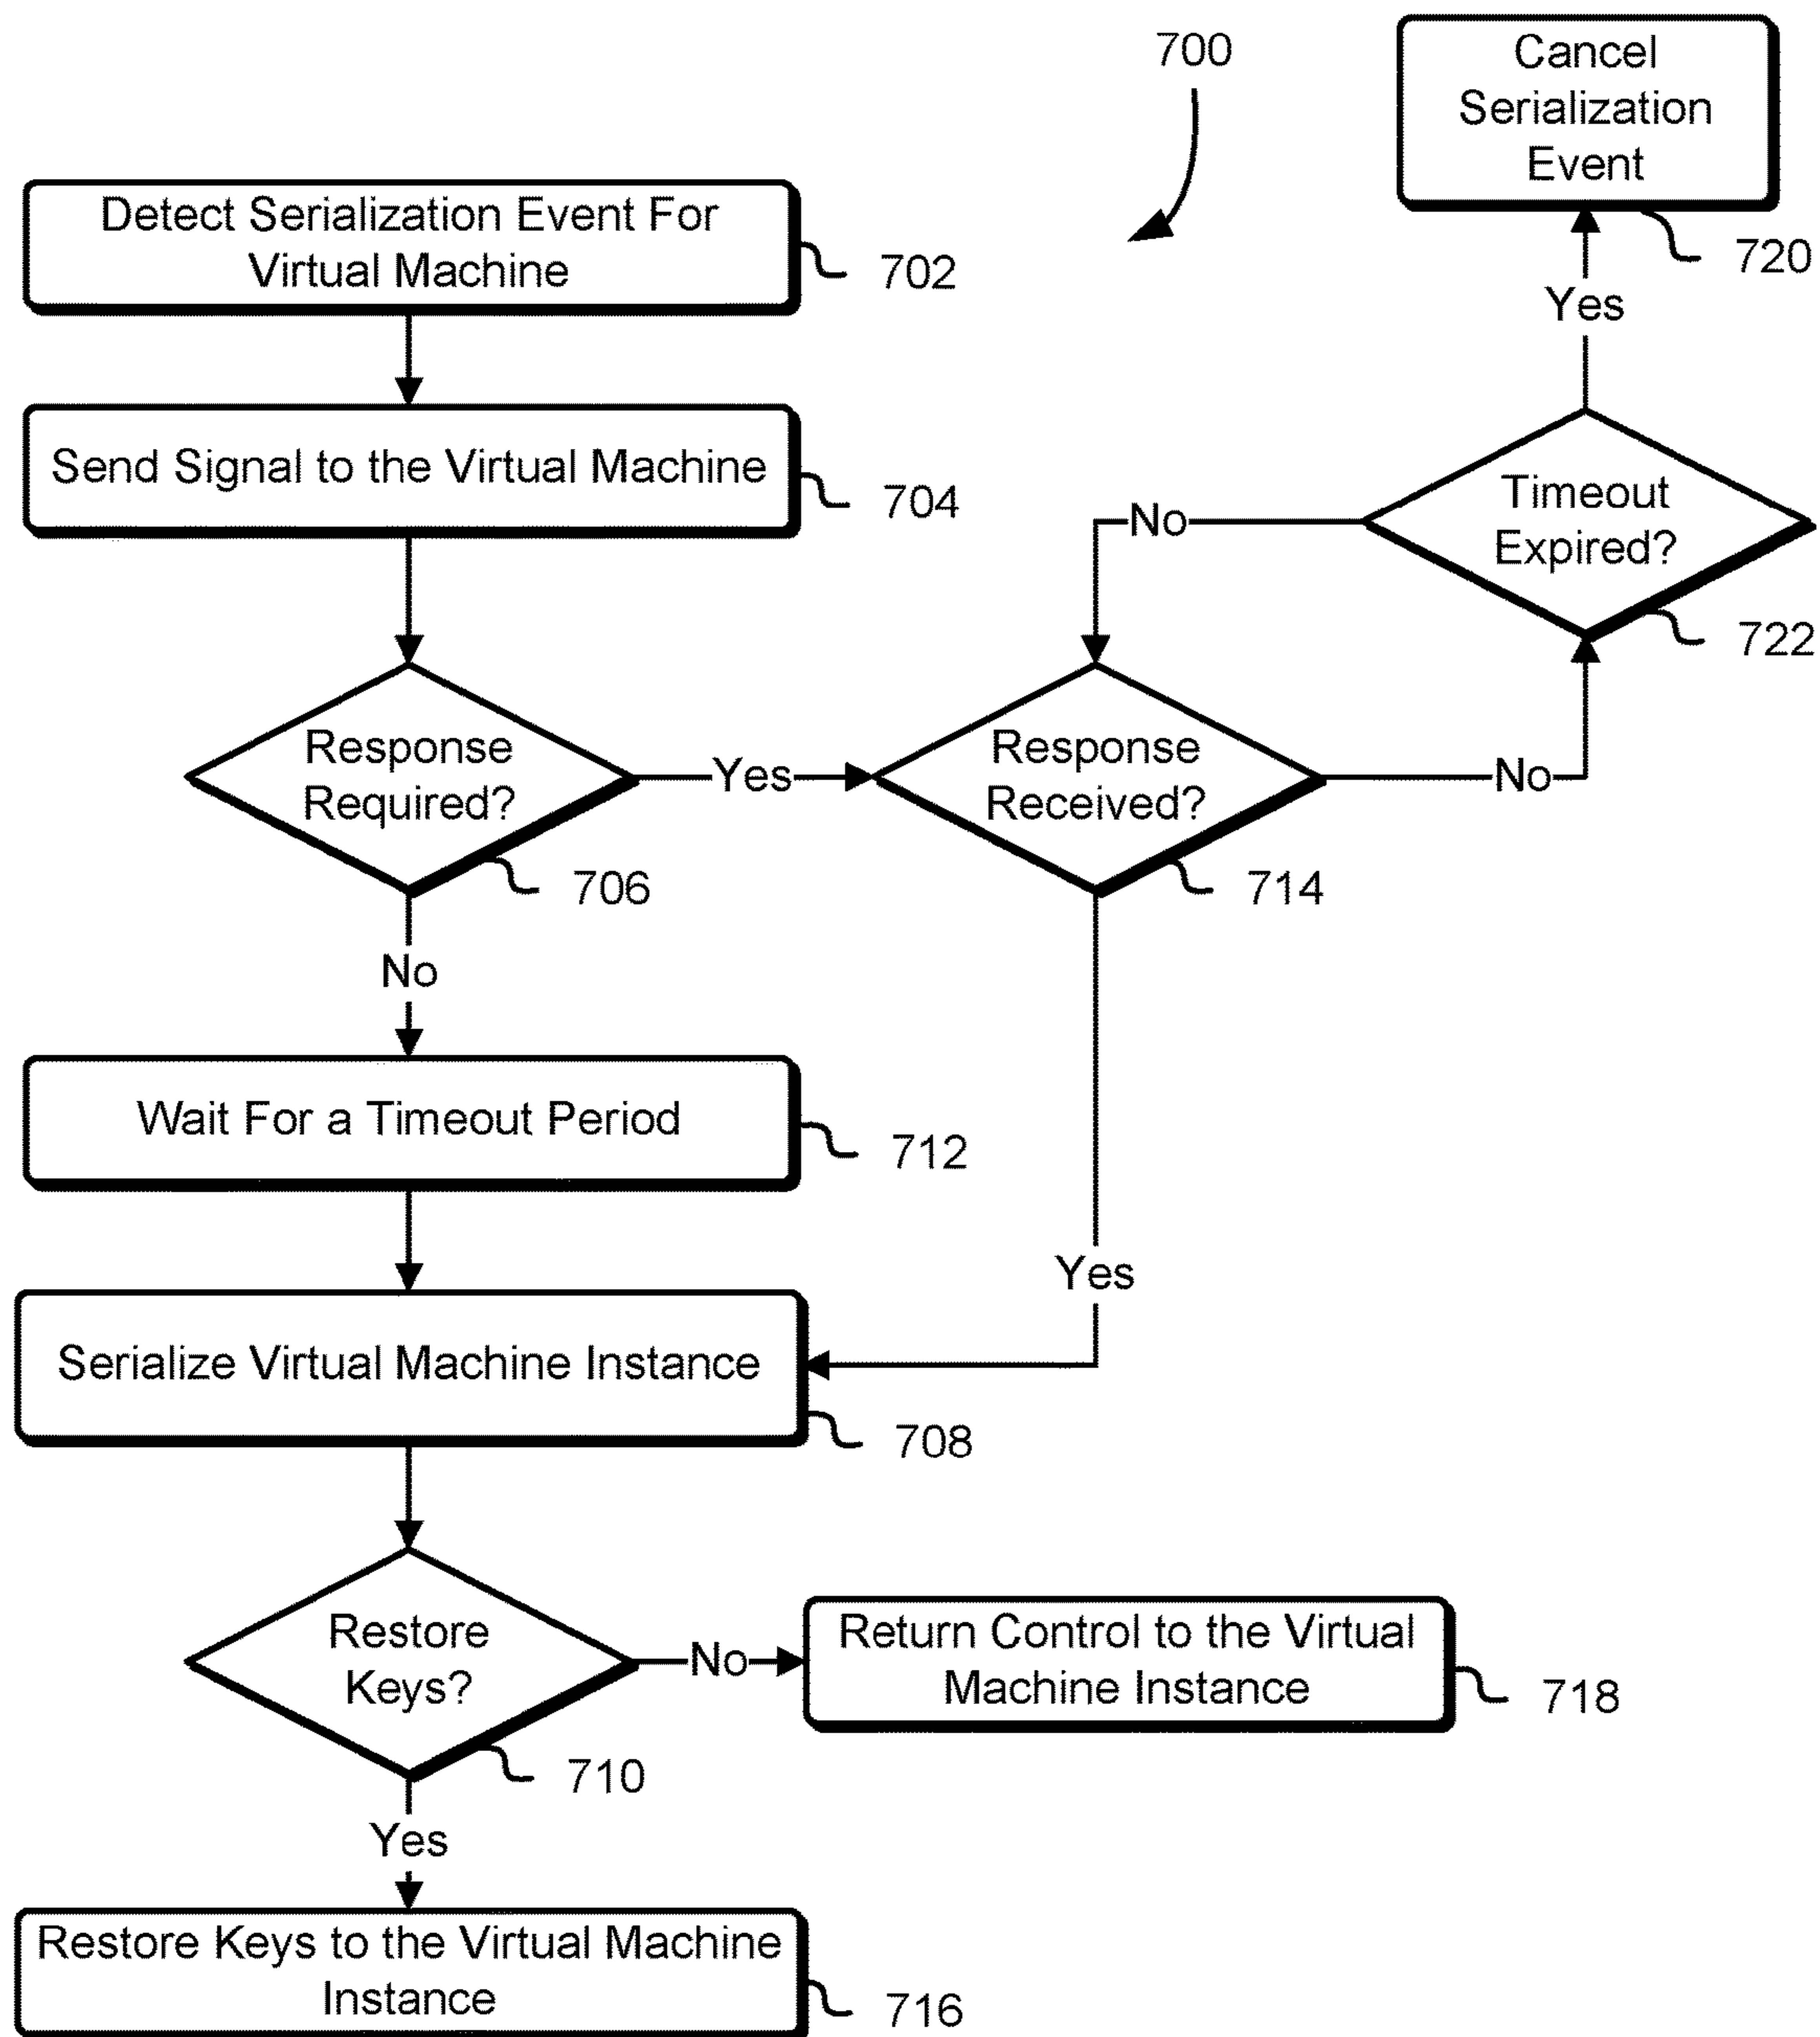 700
Cancel
Serialization
Event
720
Detect Serialization Event For
Virtual Machine
702
Yes
Send Signal to the Virtual Machine
704
Timeout
Expired?
722
No
Response
Required?
706
Yes
Response
Received?
714
No
No
Wait For a Timeout Period
712
Yes
Serialize Virtual Machine Instance
708
Restore
Keys?
710
No
Return Control to the Virtual
Machine Instance
718
Yes
Restore Keys to the Virtual Machine
Instance
716